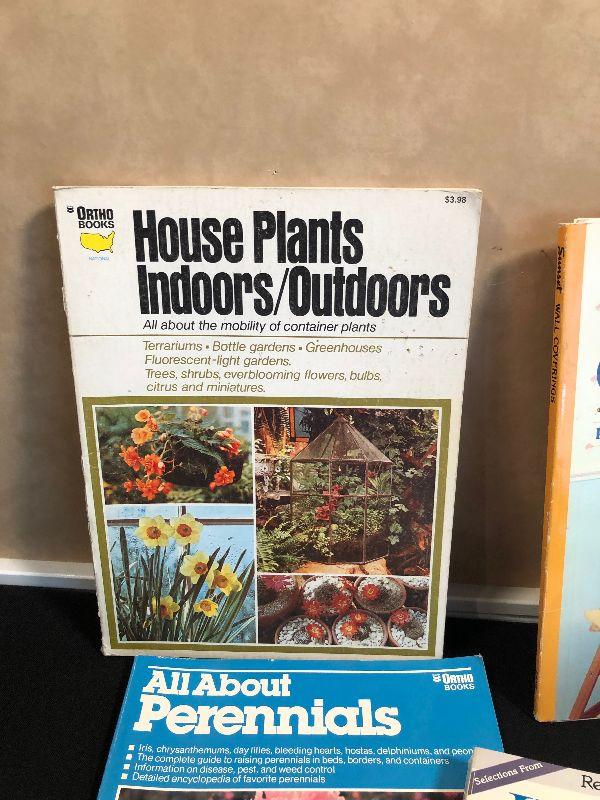 ORTHO
BOOKS
NATIONAL
$3.98
House Plants
Indoors/Outdoors
All about the mobility of container plants
Terrariums • Bottle gardens • Greenhouses
Fluorescent-light gardens.
Trees, shrubs, everblooming flowers, bulbs,
citrus and miniatures.
Sunset WALL COVERINGS
All About
Perennials
ORTHO
BOOKS
■ Iris, chrysanthemums, day lilies, bleeding hearts, hostas, delphiniums, and peon
■ The complete guide to raising perennials in beds, borders, and containers
■ Information on disease, pest, and weed control
■ Detailed encyclopedia of favorite perennials
Selections From
Re